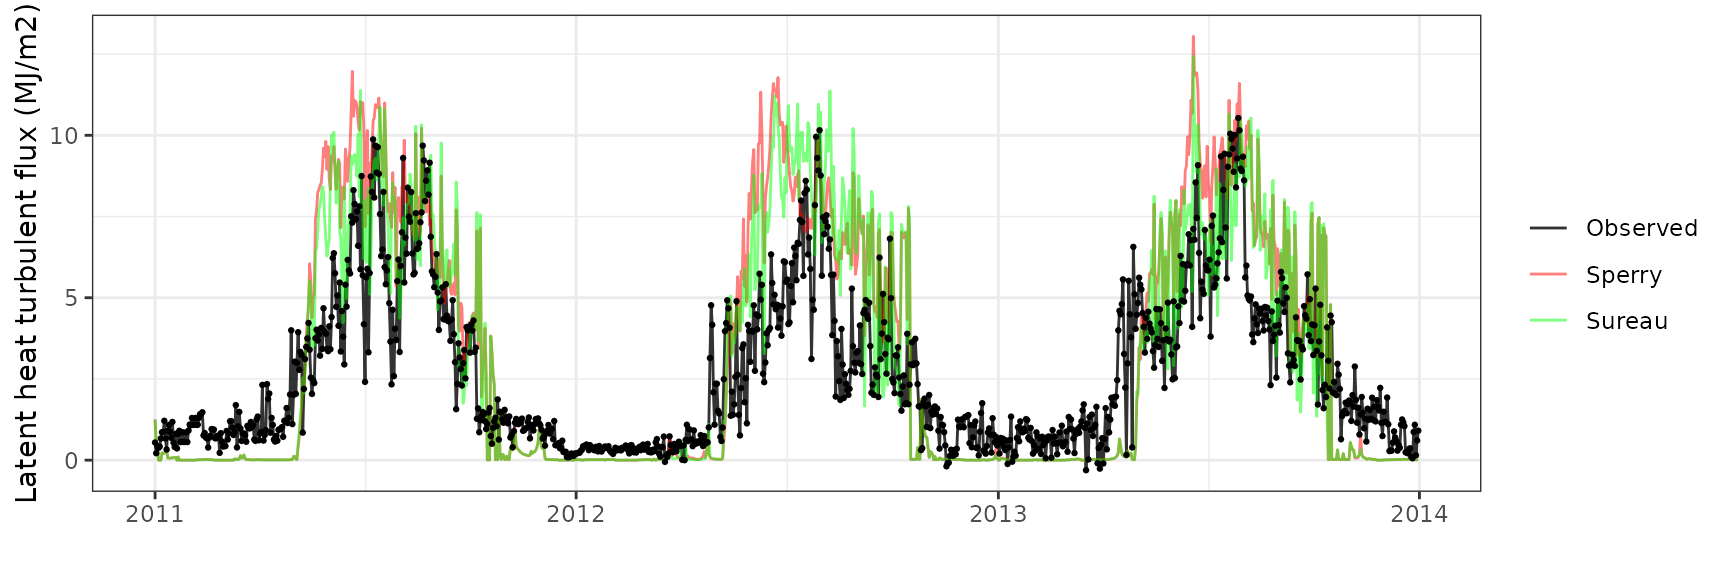 Latent heat turbulent flux (MJ/m2)
10
5
0
2011
2012
2013
2014
Observed
Sperry
Sureau